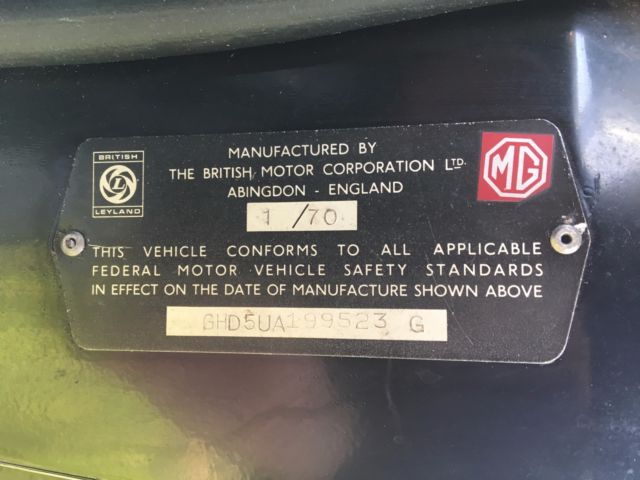 BRITISH
LEYLAND
MANUFACTURED BY
THE BRITISH MOTOR CORPORATION LTD.
ABINGDON - ENGLAND
MG
1 /70
THIS VEHICLE CONFORMS TO ALL APPLICABLE
FEDERAL MOTOR VEHICLE SAFETY STANDARDS
IN EFFECT ON THE DATE OF MANUFACTURE SHOWN ABOVE
GHD5UA199523 G